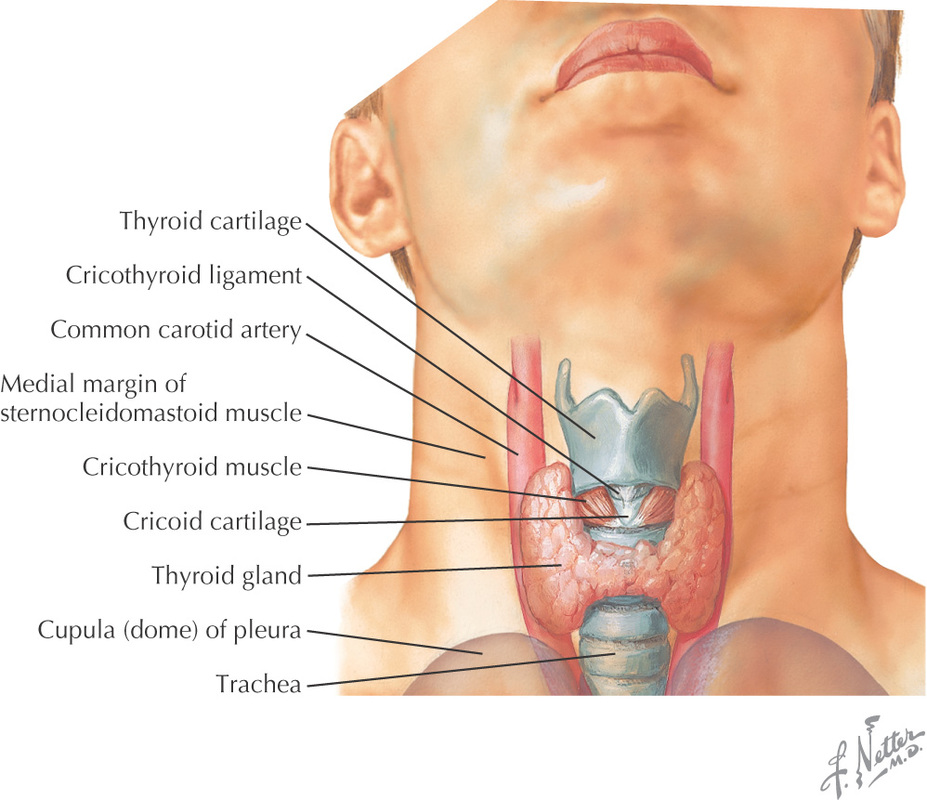 Thyroid cartilage
Cricothyroid ligament
Common carotid artery
Medial margin of
sternocleidomastoid muscle
Cricothyroid muscle
Cricoid cartilage
Thyroid gland
Cupula (dome) of pleura
Trachea
F. Netter
M.D.